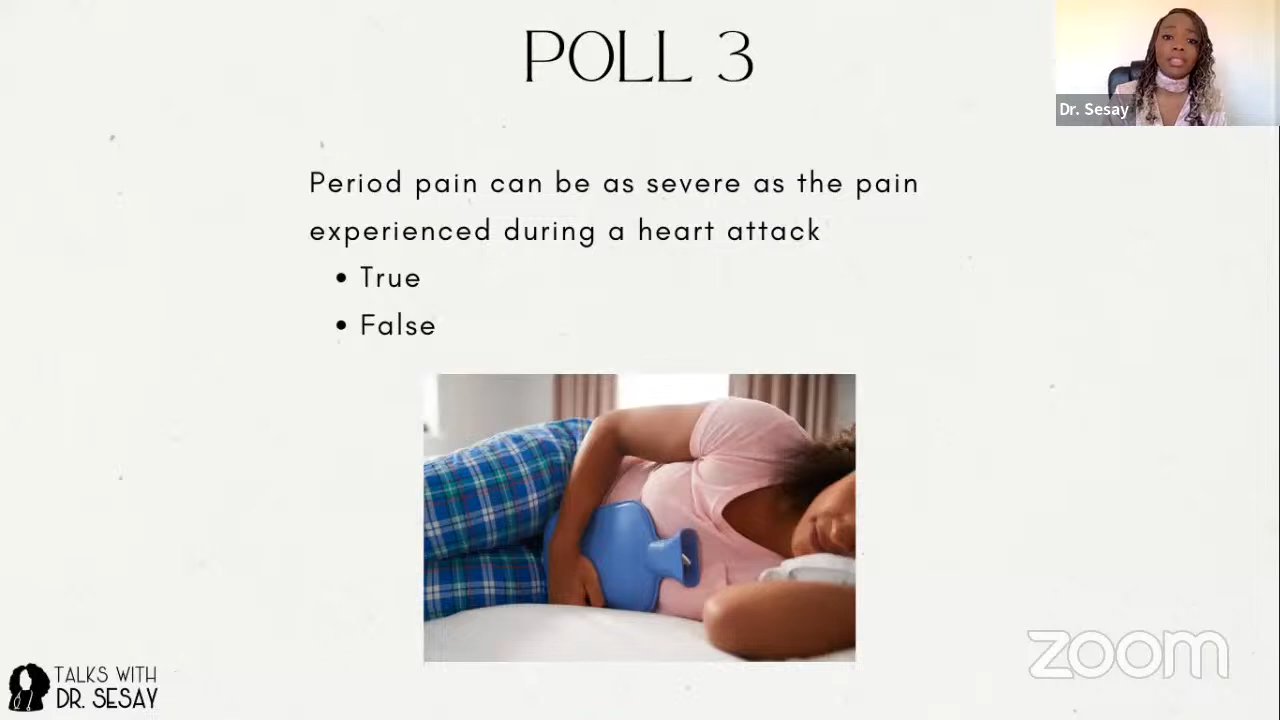 POLL 3
Dr. Sesay
Period pain can be as severe as the pain
experienced during a heart attack
• True
• False
TALKS WITH
DR. SESAY
zoom